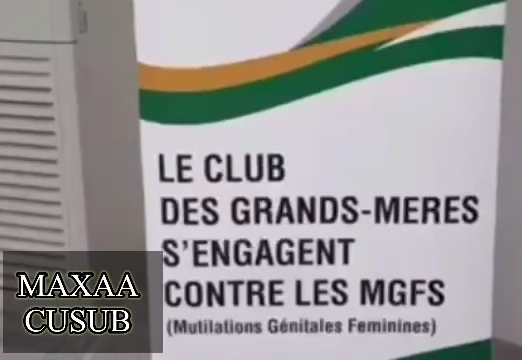 LE CLUB
DES GRANDS-MERES
S'ENGAGENT
CONTRE LES MGFS
(Mutilations Génitales Feminines)
MAXAA
CUSUB